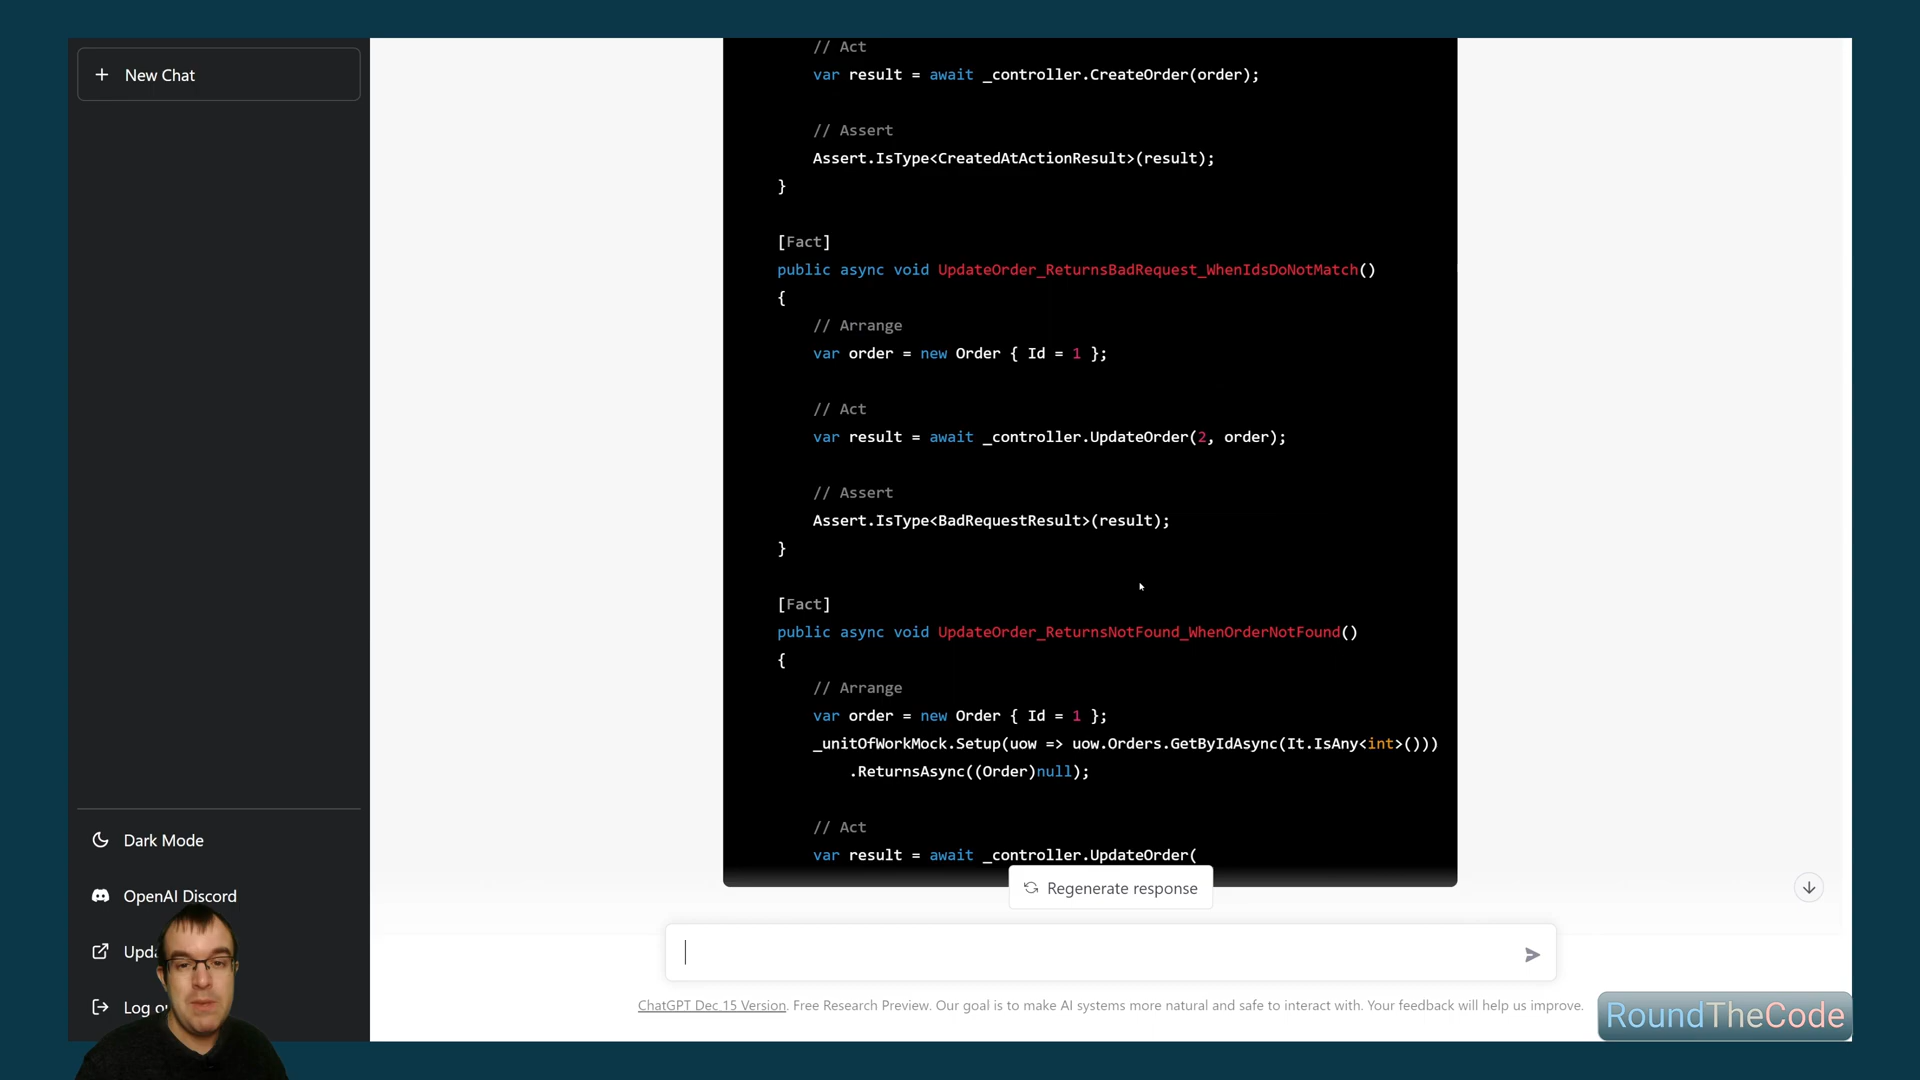 New Chat
// Act
var result = await _controller.CreateOrder(order);
// Assert
Assert.IsType<CreatedAtActionResult>(result);
}
[Fact]
public async void UpdateOrder_ReturnsBadRequest_WhenIdsDoNotMatch()
{
// Arrange
var order = new Order { Id = 1 };
// Act
var result = await _controller.UpdateOrder(2, order);
// Assert
Assert.IsType<BadRequestResult>(result);
}
[Fact]
public async void UpdateOrder_ReturnsNotFound_WhenOrderNotFound()
{
// Arrange
var order = new Order { Id = 1 };
_unitOfWorkMock.Setup(uow => uow.Orders.GetByIdAsync(It.IsAny<int>()))
.ReturnsAsync((Order)null);
// Act
var result = await _controller.UpdateOrder(
Regenerate response
Dark Mode
OpenAI Discord
Log
ChatGPT Dec 15 Version. Free Research Preview. Our goal is to make AI systems more natural and safe to interact with. Your feedback will help us improve.
RoundTheCode